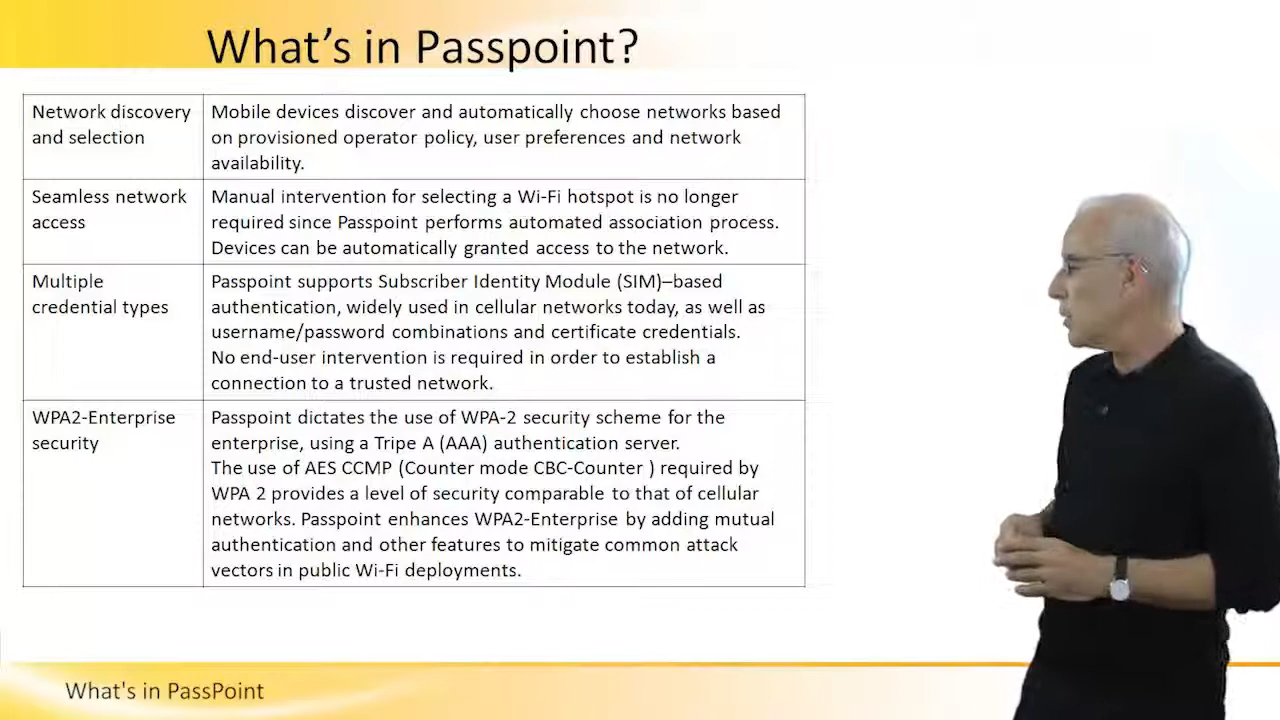 What's in Passpoint?
Network discovery
and selection
Mobile devices discover and automatically choose networks based
on provisioned operator policy, user preferences and network
availability.
Seamless network
access
Manual intervention for selecting a Wi-Fi hotspot is no longer
required since Passpoint performs automated association process.
Devices can be automatically granted access to the network.
Multiple
credential types
Passpoint supports Subscriber Identity Module (SIM)–based
authentication, widely used in cellular networks today, as well as
username/password combinations and certificate credentials.
No end-user intervention is required in order to establish a
connection to a trusted network.
WPA2-Enterprise
security
Passpoint dictates the use of WPA-2 security scheme for the
enterprise, using a Tripe A (AAA) authentication server.
The use of AES CCMP (Counter mode CBC-Counter ) required by
WPA 2 provides a level of security comparable to that of cellular
networks. Passpoint enhances WPA2-Enterprise by adding mutual
authentication and other features to mitigate common attack
vectors in public Wi-Fi deployments.
What's in PassPoint